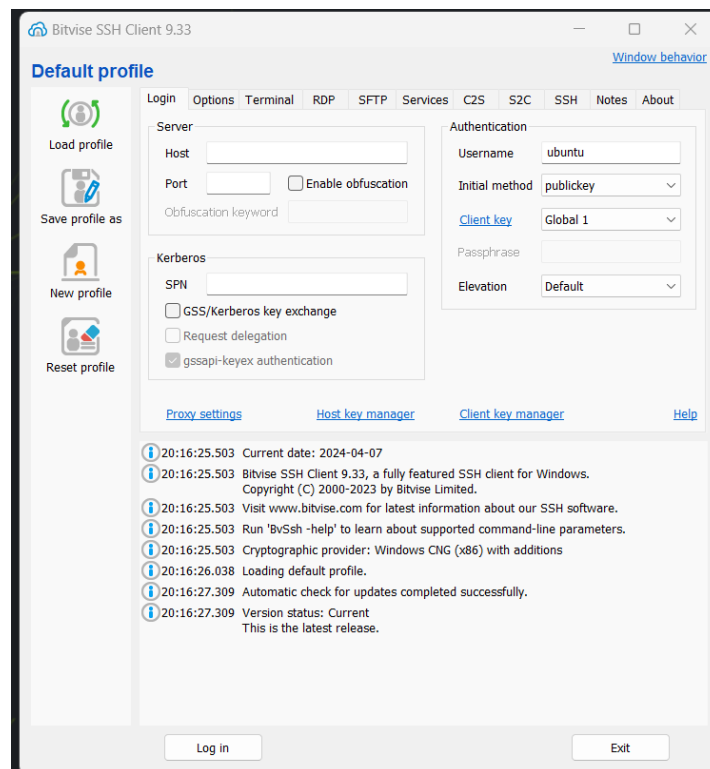 Bitvise SSH Client 9.33
Window behavior
Default profile
Load profile
Save profile as
New profile
Reset profile
Login Options Terminal RDP SFTP Services C2S S2C SSH Notes About
Server
Host
Port
Enable obfuscation
Obfuscation keyword
Kerberos
SPN
GSS/Kerberos key exchange
Request delegation
gssapi-keyex authentication
Authentication
Username ubuntu
Initial method publickey
Client key Global 1
Passphrase
Elevation Default
Proxy settings Host key manager Client key manager Help
20:16:25.503 Current date: 2024-04-07
20:16:25.503 Bitvise SSH Client 9.33, a fully featured SSH client for Windows.
Copyright (C) 2000-2023 by Bitvise Limited.
20:16:25.503 Visit www.bitvise.com for latest information about our SSH software.
20:16:25.503 Run 'BvSsh -help' to learn about supported command-line parameters.
20:16:25.503 Cryptographic provider: Windows CNG (x86) with additions
20:16:26.038 Loading default profile.
20:16:27.309 Automatic check for updates completed successfully.
20:16:27.309 Version status: Current
This is the latest release.
Log in Exit